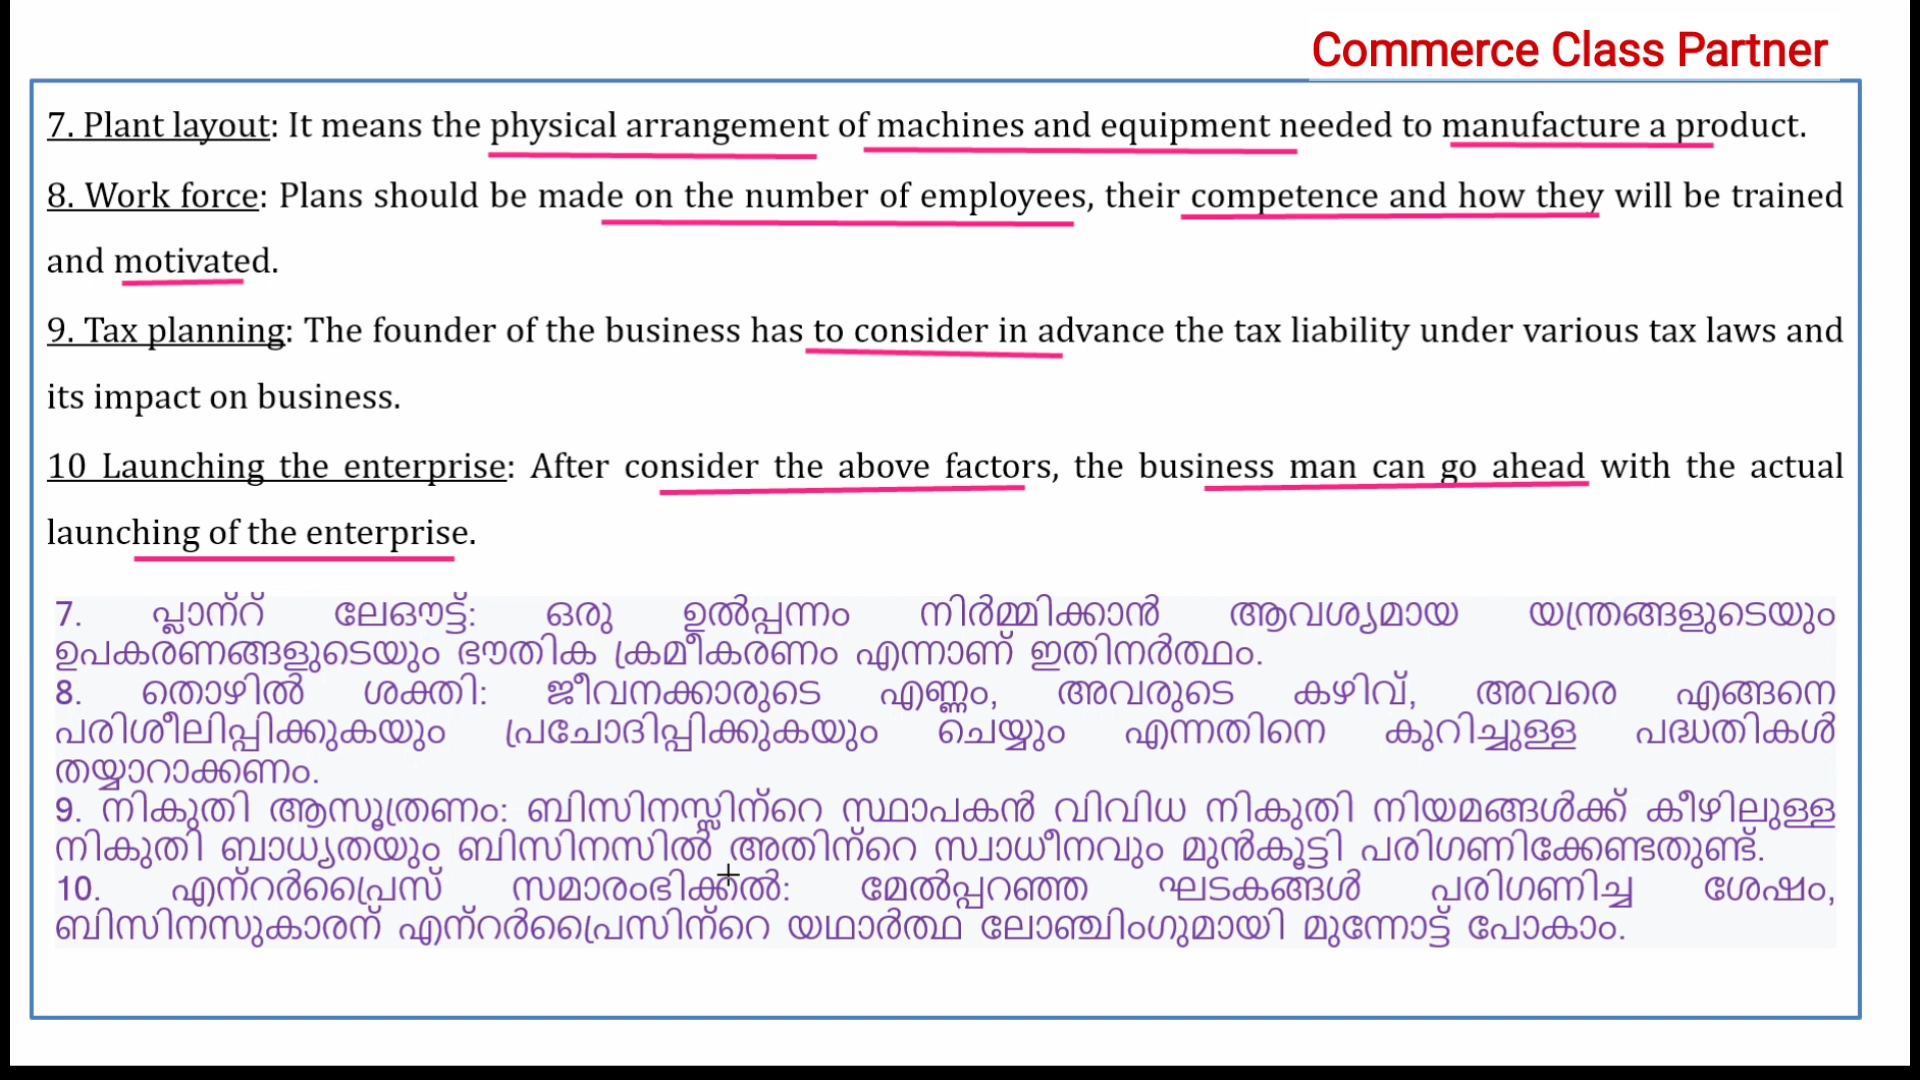 Commerce Class Partner
7. Plant layout: It means the physical arrangement of machines and equipment needed to manufacture a product.
8. Work force: Plans should be made on the number of employees, their competence and how they will be trained
and motivated.
9. Tax planning: The founder of the business has to consider in advance the tax liability under various tax laws and
its impact on business.
10 Launching the enterprise: After consider the above factors, the business man can go ahead with the actual
launching of the enterprise.
7. പ്ലാന്റ് ലേഔട്ട്: ഒരു ഉൽപ്പന്നം നിർമ്മിക്കാൻ ആവശ്യമായ യന്ത്രങ്ങളുടെയും
ഉപകരണങ്ങളുടെയും ഭൗതിക ക്രമീകരണം എന്നാണ് ഇതിനർത്ഥം.
8. തൊഴിൽ ശക്തി: ജീവനക്കാരുടെ എണ്ണം, അവരുടെ കഴിവ്, അവരെ എങ്ങനെ
പരിശീലിപ്പിക്കുകയും പ്രചോദിപ്പിക്കുകയും ചെയ്യും എന്നതിനെ കുറിച്ചുള്ള പദ്ധതികൾ
തയ്യാറാക്കണം.
9. നികുതി ആസൂത്രണം: ബിസിനസ്സിന്റെ സ്ഥാപകൻ വിവിധ നികുതി നിയമങ്ങൾക്ക് കീഴിലുള്ള
നികുതി ബാധ്യതയും ബിസിനസിൽ അതിന്റെ സ്വാധീനവും മുൻകൂട്ടി പരിഗണിക്കേണ്ടതുണ്ട്.
10. എന്റർപ്രൈസ് സമാരംഭിക്കൽ: മേൽപ്പറഞ്ഞ ഘടകങ്ങൾ പരിഗണിച്ച ശേഷം,
ബിസിനസുകാരന് എന്റർപ്രൈസിന്റെ യഥാർത്ഥ ലോഞ്ചിംഗുമായി മുന്നോട്ട് പോകാം.